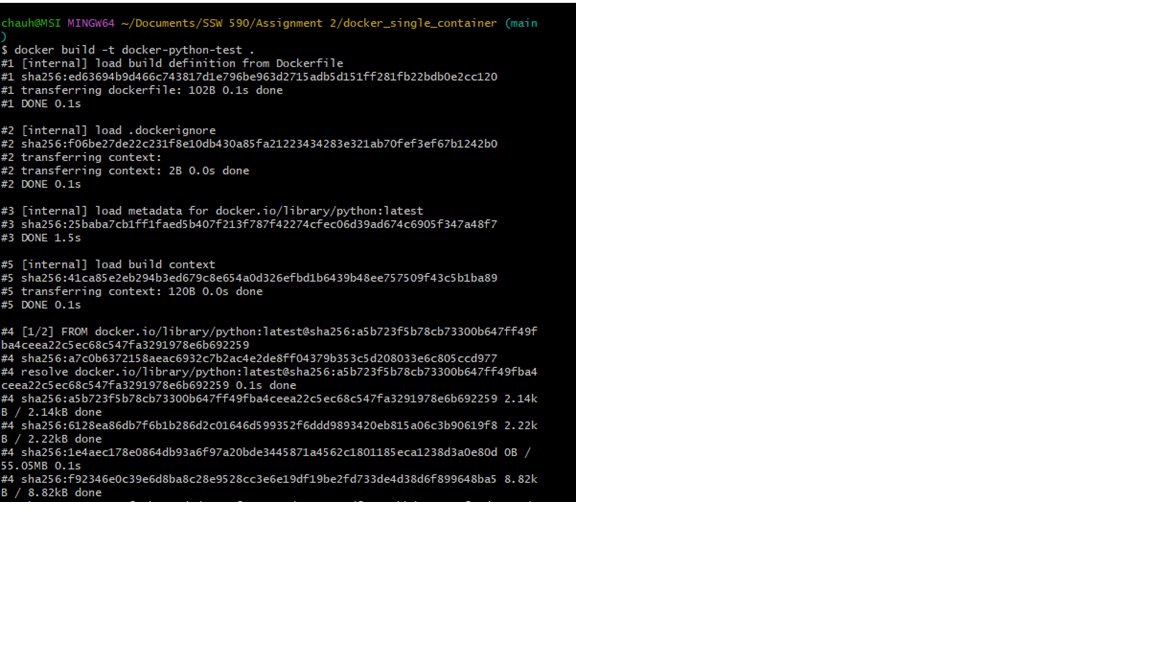 chauh@MSI MINGW64 ~/Documents/SSW 590/Assignment 2/docker_single_container (main
)
$ docker build -t docker-python-test .
#1 [internal] load build definition from Dockerfile
#1 sha256:ed63694b9d466c743817d1e796be963d2715adb5d151ff281fb22bdb0e2cc120
#1 transferring dockerfile: 102B 0.1s done
#1 DONE 0.1s
#2 [internal] load .dockerignore
#2 sha256:f06be27de22c231f8e10db430a85fa21223434283e321ab70fef3ef67b1242b0
#2 transferring context:
#2 transferring context: 2B 0.0s done
#2 DONE 0.1s
#3 [internal] load metadata for docker.io/library/python:latest
#3 sha256:25baba7cb1ff1faed5b407f213f787f42274cfec06d39ad674c6905f347a48f7
#3 DONE 1.5s
#5 [internal] load build context
#5 sha256:41ca85e2eb294b3ed679c8e654a0d326efbd1b6439b48ee757509f43c5b1ba89
#5 transferring context: 120B 0.0s done
#5 DONE 0.1s
#4 [1/2] FROM docker.io/library/python:latest@sha256:a5b723f5b78cb73300b647ff49f
ba4ceea22c5ec68c547fa3291978e6b692259
#4 sha256:a7c0b6372158aeac6932c7b2ac4e2de8ff04379b353c5d208033e6c805ccd977
#4 resolve docker.io/library/python:latest@sha256:a5b723f5b78cb73300b647ff49fba4
ceea22c5ec68c547fa3291978e6b692259 0.1s done
#4 sha256:a5b723f5b78cb73300b647ff49fba4ceea22c5ec68c547fa3291978e6b692259 2.14k
B / 2.14kB done
#4 sha256:6128ea86db7f6b1b286d2c01646d599352f6ddd9893420eb815a06c3b90619f8 2.22k
B / 2.22kB done
#4 sha256:1e4aec178e0864db93a6f97a20bde3445871a4562c1801185eca1238d3a0e80d 0B /
55.05MB 0.1s
#4 sha256:f92346e0c39e6d8ba8c28e9528cc3e6e19df19be2fd733de4d38d6f899648ba5 8.82k
B / 8.82kB done